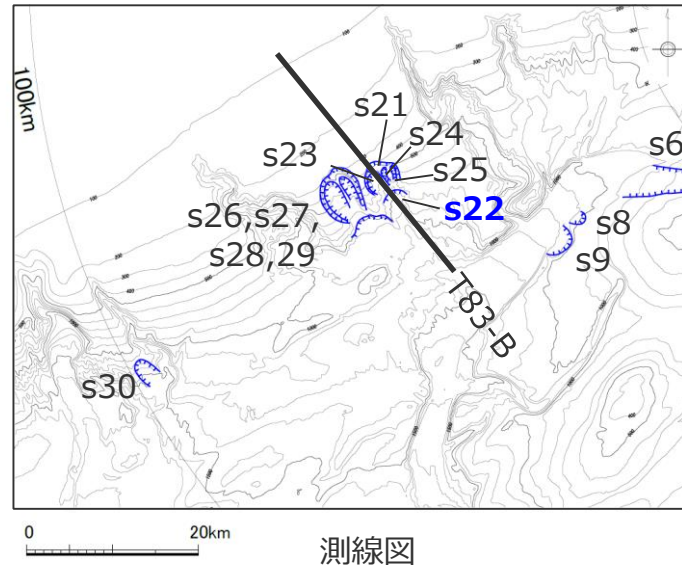 100km
s21
s24
s23
s25
s6
s26,s27,
s28,29
s22
s8
s9
T83-B
s30
0 20km
測線図